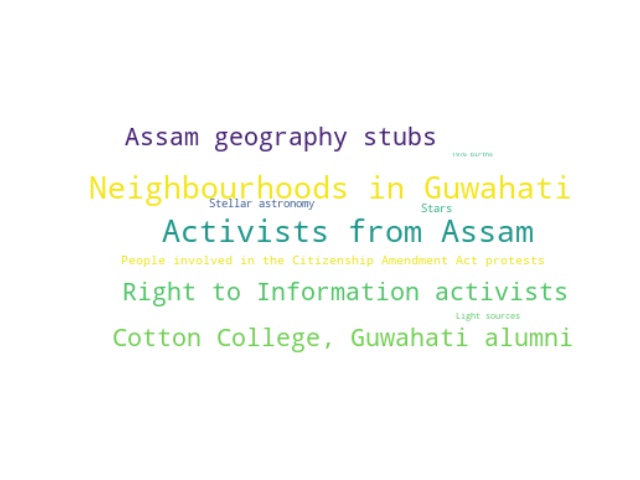 Assam geography stubs
births
Neighbourhoods in Guwahati
Stellar astronomy
Stars
Activists from Assam
People involved in the Citizenship Amendment Act protests
Right to Information activists
Light sources
Cotton College, Guwahati alumni